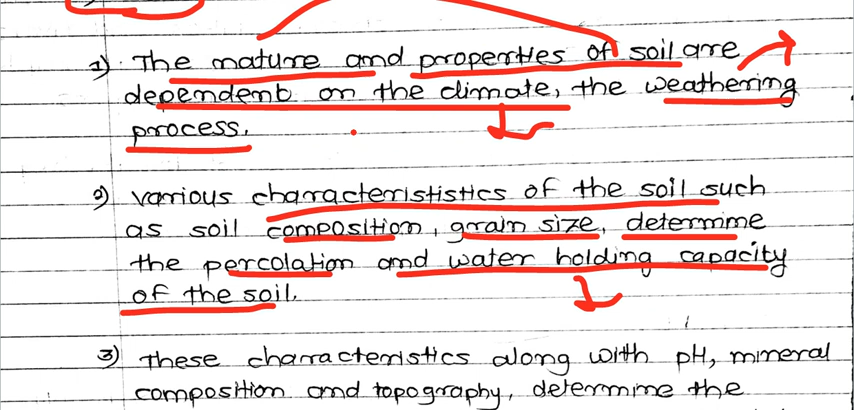 1) The nature and properties of soil are
dependent on the climate, the weathering
process.
2) various characterististics of the soil such
as soil composition, grain size, determine
the percolation and water holding capacity
of the soil.
3) These characteristics along with pH, mineral
composition and topography, determine the